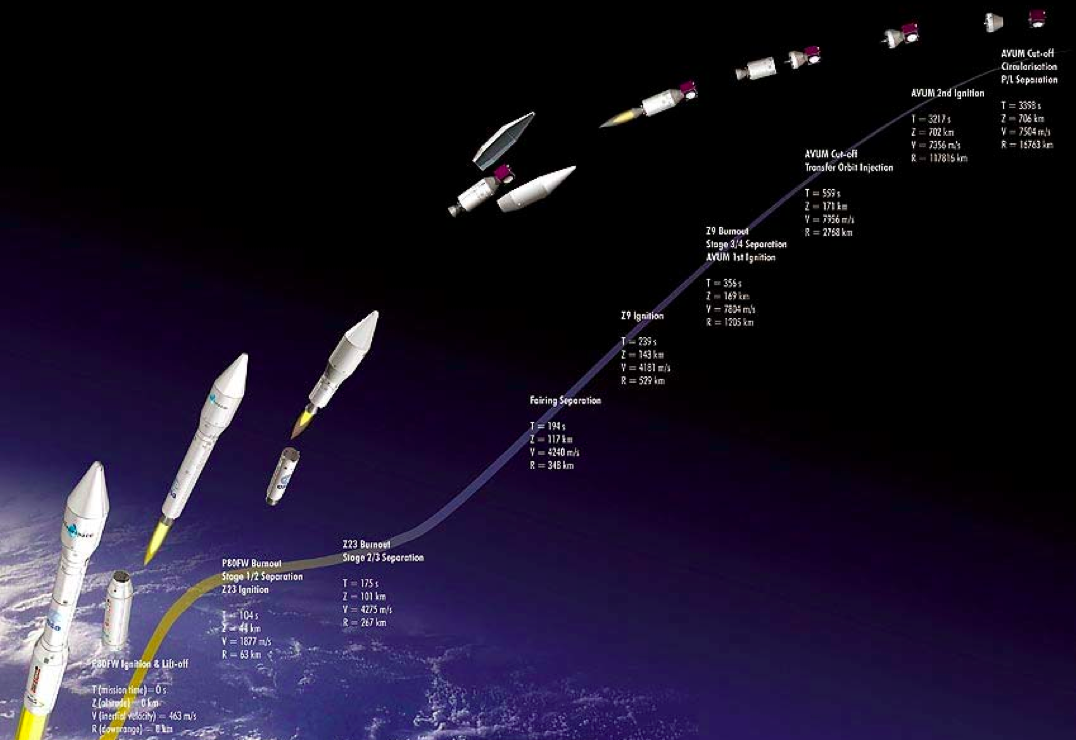 P80FW Ignition & Lift-off
T (mission time) = 0 s
Z (altitude) = 0 km
V (inertial velocity) = 463 m/s
R (downrange) = 0 km
P80FW Burnout
Stage 1/2 Separation
Z23 Ignition
T = 104 s
Z = 44 km
V = 1877 m/s
R = 63 km
Z23 Burnout
Stage 2/3 Separation
T = 175 s
Z = 101 km
V = 4275 m/s
R = 267 km
Fairing Separation
T = 194 s
Z = 117 km
V = 4240 m/s
R = 348 km
Z9 Ignition
T = 239 s
Z = 143 km
V = 4181 m/s
R = 529 km
Z9 Burnout
Stage 3/4 Separation
AVUM 1st Ignition
T = 356 s
Z = 169 km
V = 7804 m/s
R = 1205 km
AVUM Cut-off
Transfer Orbit Injection
T = 559 s
Z = 171 km
V = 7956 m/s
R = 2768 km
AVUM 2nd Ignition
T = 3217 s
Z = 702 km
V = 7356 m/s
R = 117816 km
AVUM Cut-off
Circularisation
P/L Separation
T = 3398 s
Z = 706 km
V = 7504 m/s
R = 16763 km